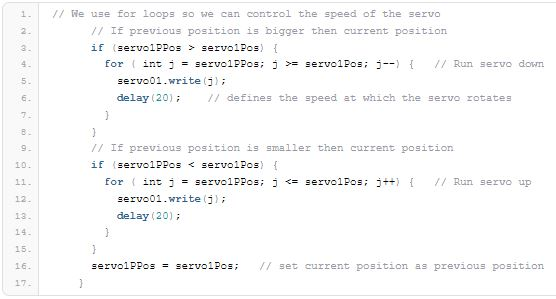 1. // We use for loops so we can control the speed of the servo
2. // If previous position is bigger then current position
3. if (servo1PPos > servo1Pos) {
4. for ( int j = servo1PPos; j >= servo1Pos; j--) { // Run servo down
5. servo01.write(j);
6. delay(20); // defines the speed at which the servo rotates
7. }
8. }
9. // If previous position is smaller then current position
10. if (servo1PPos < servo1Pos) {
11. for ( int j = servo1PPos; j <= servo1Pos; j++) { // Run servo up
12. servo01.write(j);
13. delay(20);
14. }
15. }
16. servo1PPos = servo1Pos; // set current position as previous position
17. }